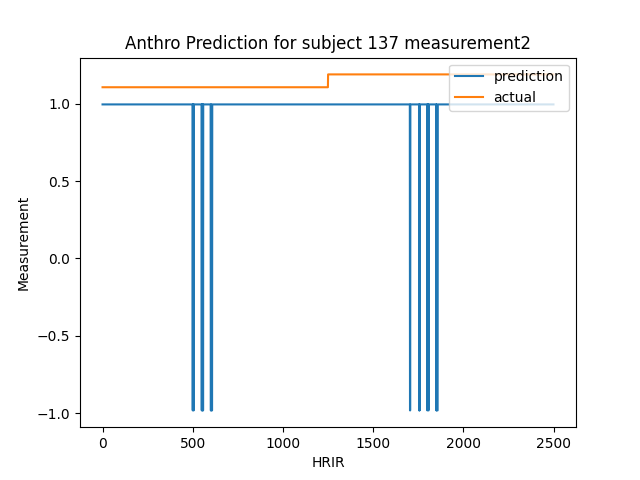 Anthro Prediction for subject 137 measurement2
prediction
actual
Measurement
1.0
0.5
0.0
−0.5
−1.0
0 500 1000 1500 2000 2500
HRIR